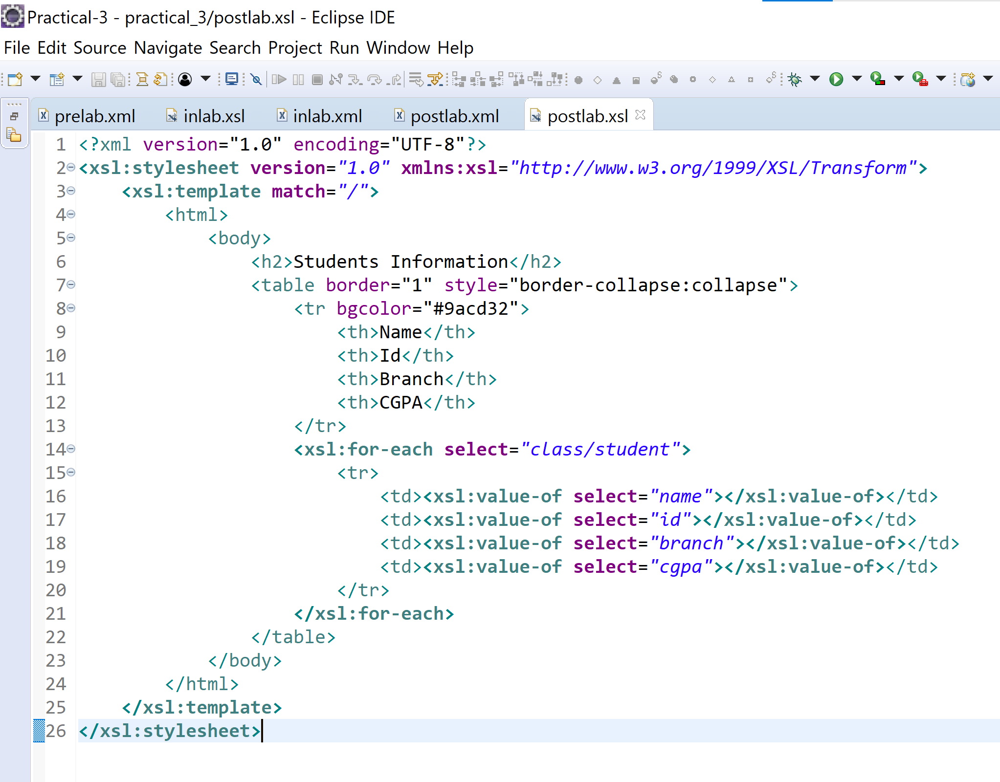 Practical-3 - practical_3/postlab.xsl - Eclipse IDE
File Edit Source Navigate Search Project Run Window Help
prelab.xml inlab.xsl inlab.xml postlab.xml postlab.xsl
1 <?xml version="1.0" encoding="UTF-8"?>
2 <xsl:stylesheet version="1.0" xmlns:xsl="http://www.w3.org/1999/XSL/Transform">
3     <xsl:template match="/">
4         <html>
5             <body>
6                 <h2>Students Information</h2>
7                 <table border="1" style="border-collapse:collapse">
8                     <tr bgcolor="#9acd32">
9                         <th>Name</th>
10                         <th>Id</th>
11                         <th>Branch</th>
12                         <th>CGPA</th>
13                     </tr>
14                     <xsl:for-each select="class/student">
15                         <tr>
16                             <td><xsl:value-of select="name"></xsl:value-of></td>
17                             <td><xsl:value-of select="id"></xsl:value-of></td>
18                             <td><xsl:value-of select="branch"></xsl:value-of></td>
19                             <td><xsl:value-of select="cgpa"></xsl:value-of></td>
20                         </tr>
21                     </xsl:for-each>
22                 </table>
23             </body>
24         </html>
25     </xsl:template>
26 </xsl:stylesheet>